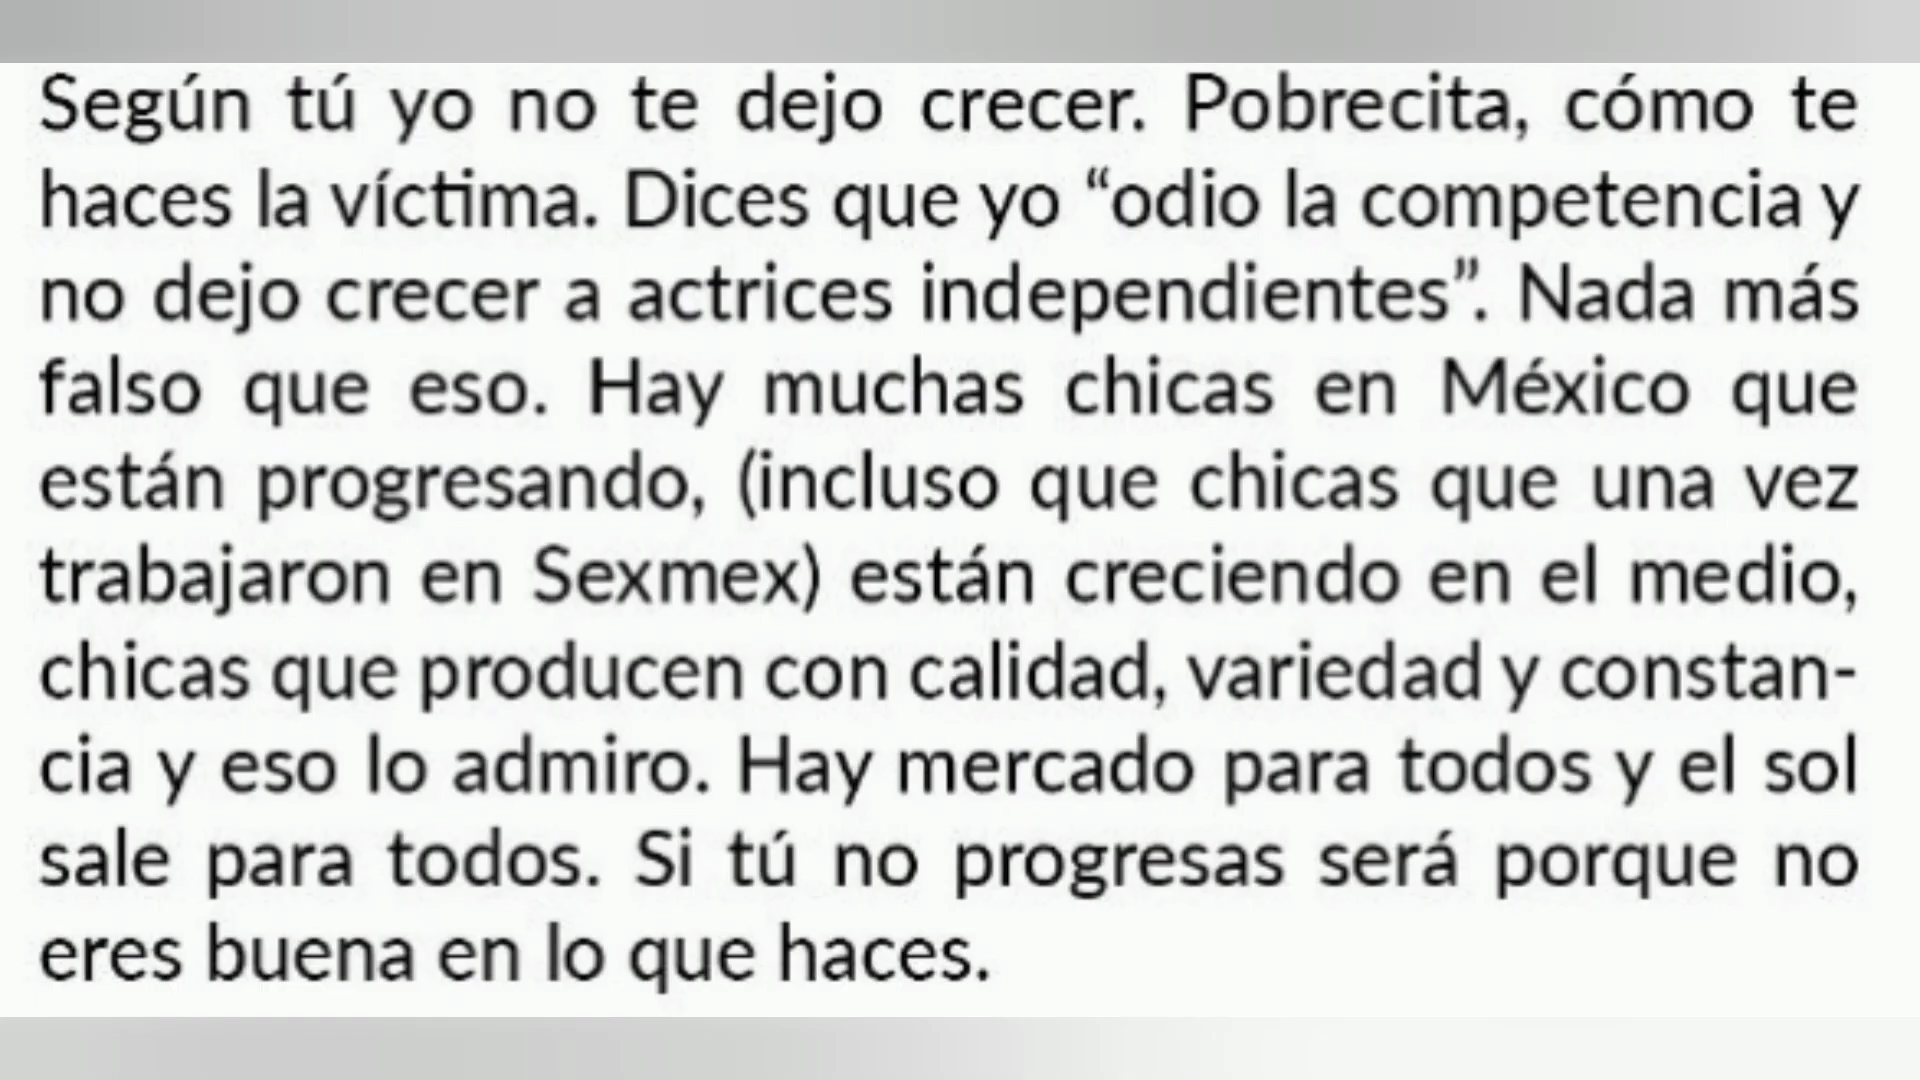 Según tú yo no te dejo crecer. Pobrecita, cómo te
haces la víctima. Dices que yo “odio la competencia y
no dejo crecer a actrices independientes”. Nada más
falso que eso. Hay muchas chicas en México que
están progresando, (incluso que chicas que una vez
trabajaron en Sexmex) están creciendo en el medio,
chicas que producen con calidad, variedad y constan-
cia y eso lo admiro. Hay mercado para todos y el sol
sale para todos. Si tú no progresas será porque no
eres buena en lo que haces.